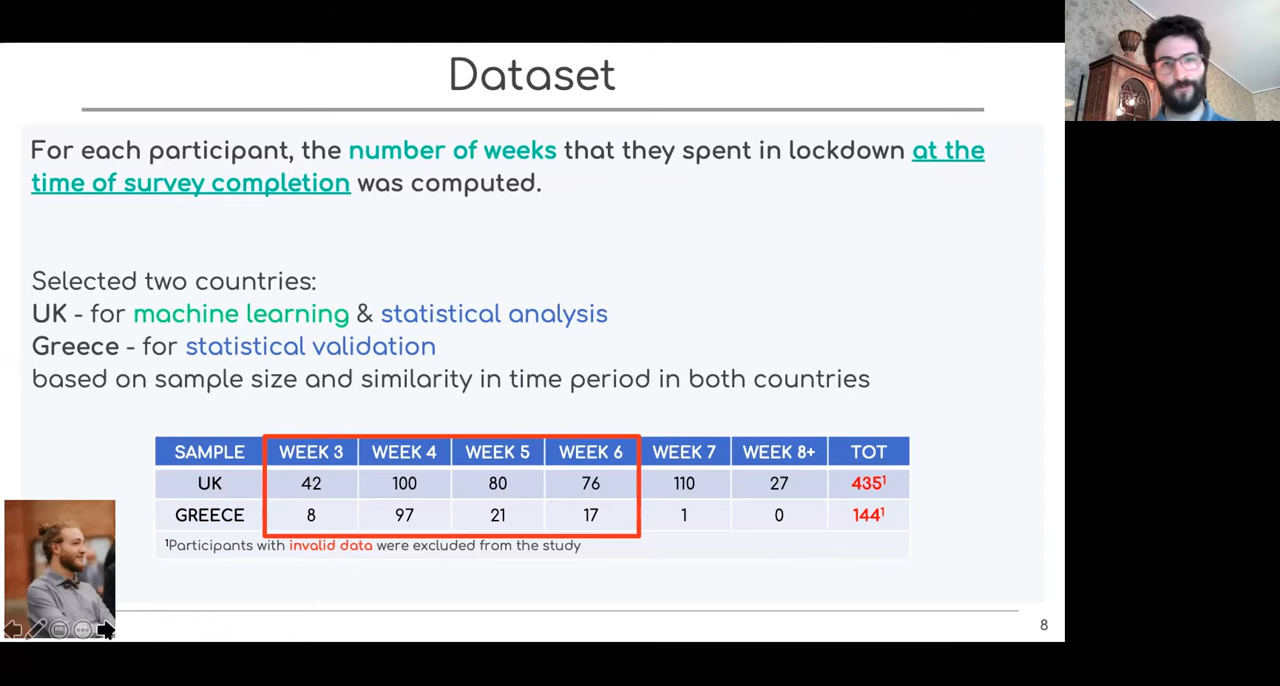 Dataset
For each participant, the number of weeks that they spent in lockdown at the
time of survey completion was computed.
Selected two countries:
UK - for machine learning & statistical analysis
Greece - for statistical validation
based on sample size and similarity in time period in both countries
SAMPLE WEEK 3 WEEK 4 WEEK 5 WEEK 6 WEEK 7 WEEK 8+ TOT
UK 42 100 80 76 110 27 435¹
GREECE 8 97 21 17 1 0 144¹
¹Participants with invalid data were excluded from the study
8